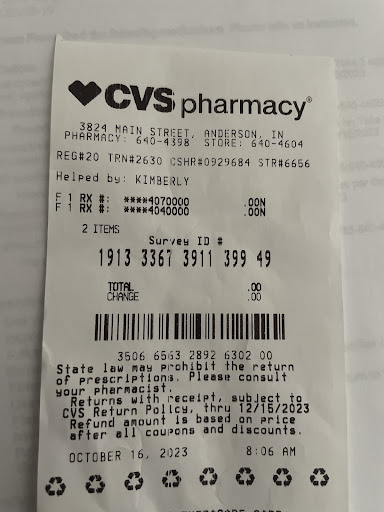 CVS pharmacy®
3824 MAIN STREET, ANDERSON, IN
PHARMACY: 640-4398 STORE: 640-4604
REG#20 TRN#2630 CSHR#0929684 STR#6656
Helped by: KIMBERLY
F 1 RX #: ****4070000 .00N
F 1 RX #: ****4040000 .00N
2 ITEMS
Survey ID #
1913 3367 3911 399 49
TOTAL .00
CHANGE .00
3506 6563 2892 6302 00
State law may prohibit the return
of prescriptions. Please consult
your pharmacist.
Returns with receipt, subject to
CVS Return Policy, thru 12/15/2023
Refund amount is based on price
after all coupons and discounts.
OCTOBER 16, 2023 8:06 AM